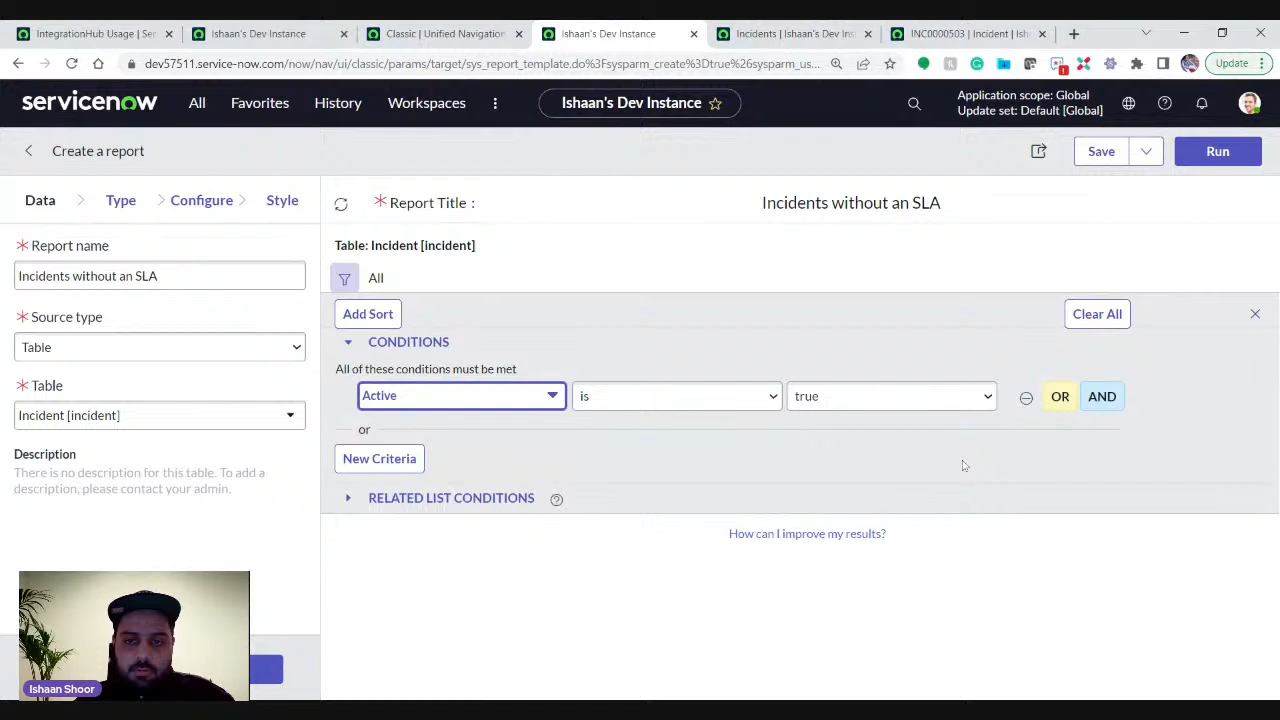 IntegrationHub Usage | Ser
Ishaan's Dev Instance
Classic | Unified Navigation
Ishaan's Dev Instance
Incidents | Ishaan's Dev Ins
INC0000503 | Incident | Ish
dev57511.service-now.com/now/nav/ui/classic/params/target/sys_report_template.do%3Fsysparm_create%3Dtrue%26sysparm_us...
Update
servicenow
All
Favorites
History
Workspaces
Ishaan's Dev Instance
Application scope: Global
Update set: Default [Global]
Create a report
Save
Run
Data
Type
Configure
Style
* Report name
Incidents without an SLA
* Source type
Table
* Table
Incident [incident]
Description
There is no description for this table. To add a
description, please contact your admin.
* Report Title :
Incidents without an SLA
Table: Incident [incident]
All
Add Sort
Clear All
CONDITIONS
All of these conditions must be met
Active
is
true
OR
AND
or
New Criteria
RELATED LIST CONDITIONS
How can I improve my results?
Ishaan Shoor